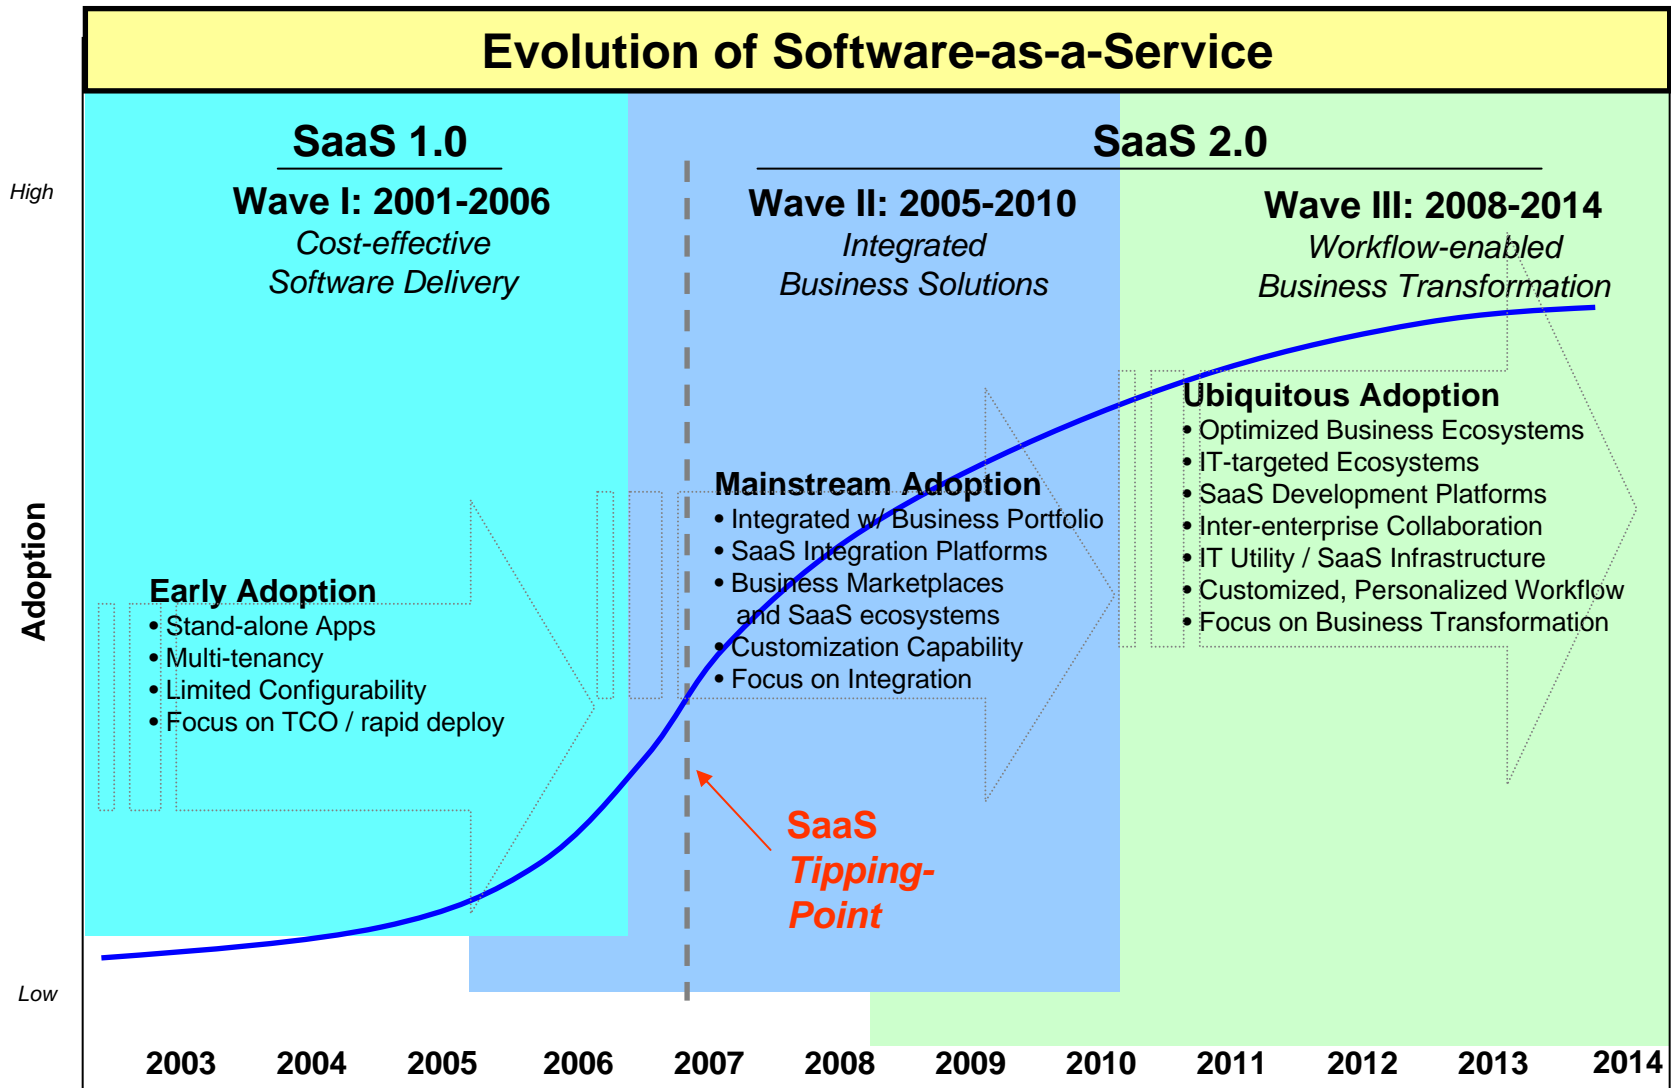 Evolution of Software-as-a-Service
SaaS 1.0
SaaS 2.0
High
Wave I: 2001-2006
Cost-effective
Software Delivery
Wave II: 2005-2010
Integrated
Business Solutions
Wave III: 2008-2014
Workflow-enabled
Business Transformation
Adoption
Early Adoption
• Stand-alone Apps
• Multi-tenancy
• Limited Configurability
• Focus on TCO / rapid deploy
Mainstream Adoption
• Integrated w/ Business Portfolio
• SaaS Integration Platforms
• Business Marketplaces
and SaaS ecosystems
• Customization Capability
• Focus on Integration
Ubiquitous Adoption
• Optimized Business Ecosystems
• IT-targeted Ecosystems
• SaaS Development Platforms
• Inter-enterprise Collaboration
• IT Utility / SaaS Infrastructure
• Customized, Personalized Workflow
• Focus on Business Transformation
SaaS
Tipping-
Point
Low
2003 2004 2005 2006 2007 2008 2009 2010 2011 2012 2013 2014